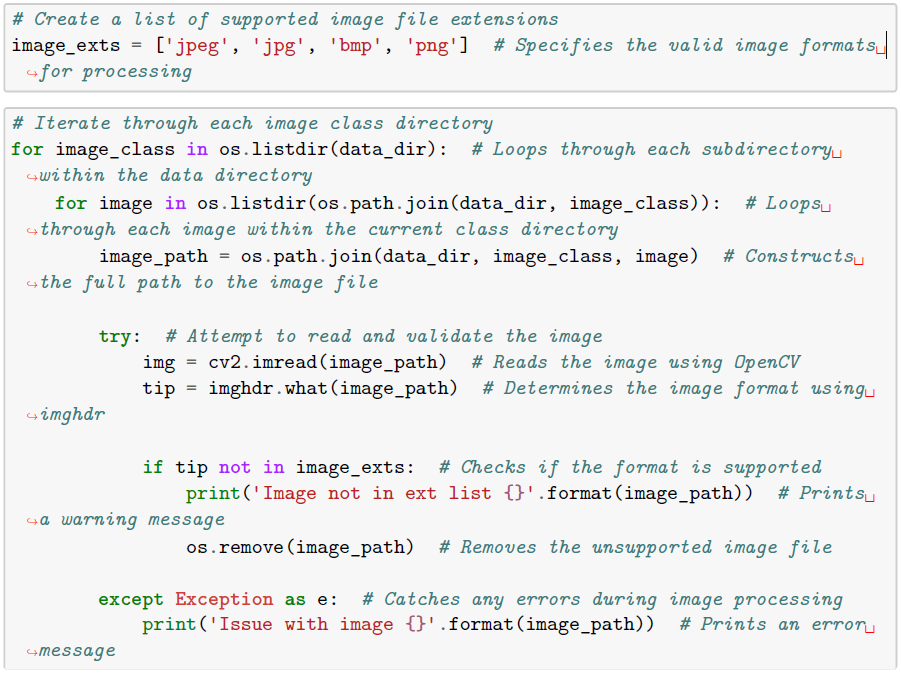 # Create a list of supported image file extensions
image_exts = ['jpeg', 'jpg', 'bmp', 'png']  # Specifies the valid image formats␣
↪for processing
# Iterate through each image class directory
for image_class in os.listdir(data_dir):  # Loops through each subdirectory␣
↪within the data directory
    for image in os.listdir(os.path.join(data_dir, image_class)):  # Loops␣
↪through each image within the current class directory
        image_path = os.path.join(data_dir, image_class, image)  # Constructs␣
↪the full path to the image file
        try:  # Attempt to read and validate the image
            img = cv2.imread(image_path)  # Reads the image using OpenCV
            tip = imghdr.what(image_path)  # Determines the image format using␣
↪imghdr
            if tip not in image_exts:  # Checks if the format is supported
                print('Image not in ext list {}'.format(image_path))  # Prints␣
↪a warning message
                os.remove(image_path)  # Removes the unsupported image file
        except Exception as e:  # Catches any errors during image processing
            print('Issue with image {}'.format(image_path))  # Prints an error␣
↪message